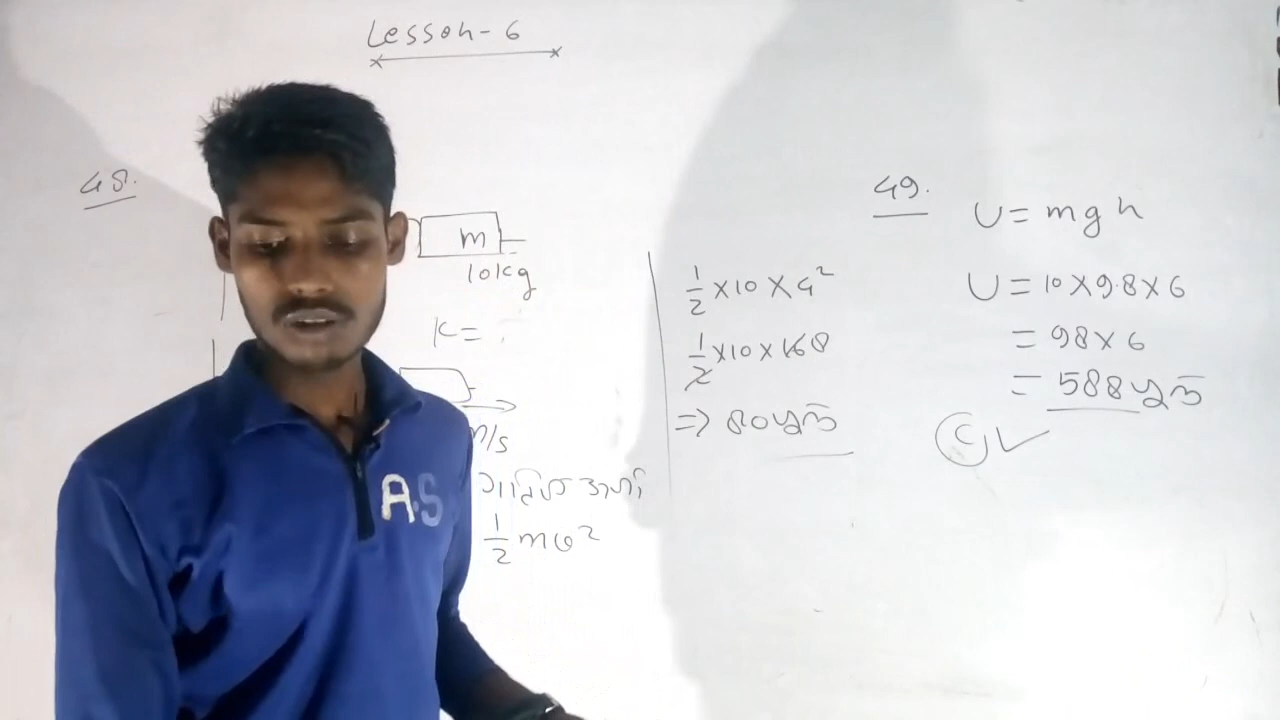 Lesson-6
48.
m
10kg
K=
m/s
1/2 mv²
1/2 × 10 × 4²
1/2 × 10 × 16 8
=> 80 জুল
49.
U = mgh
U = 10 × 9.8 × 6
= 98 × 6
= 588 জুল
C ✓
A.S